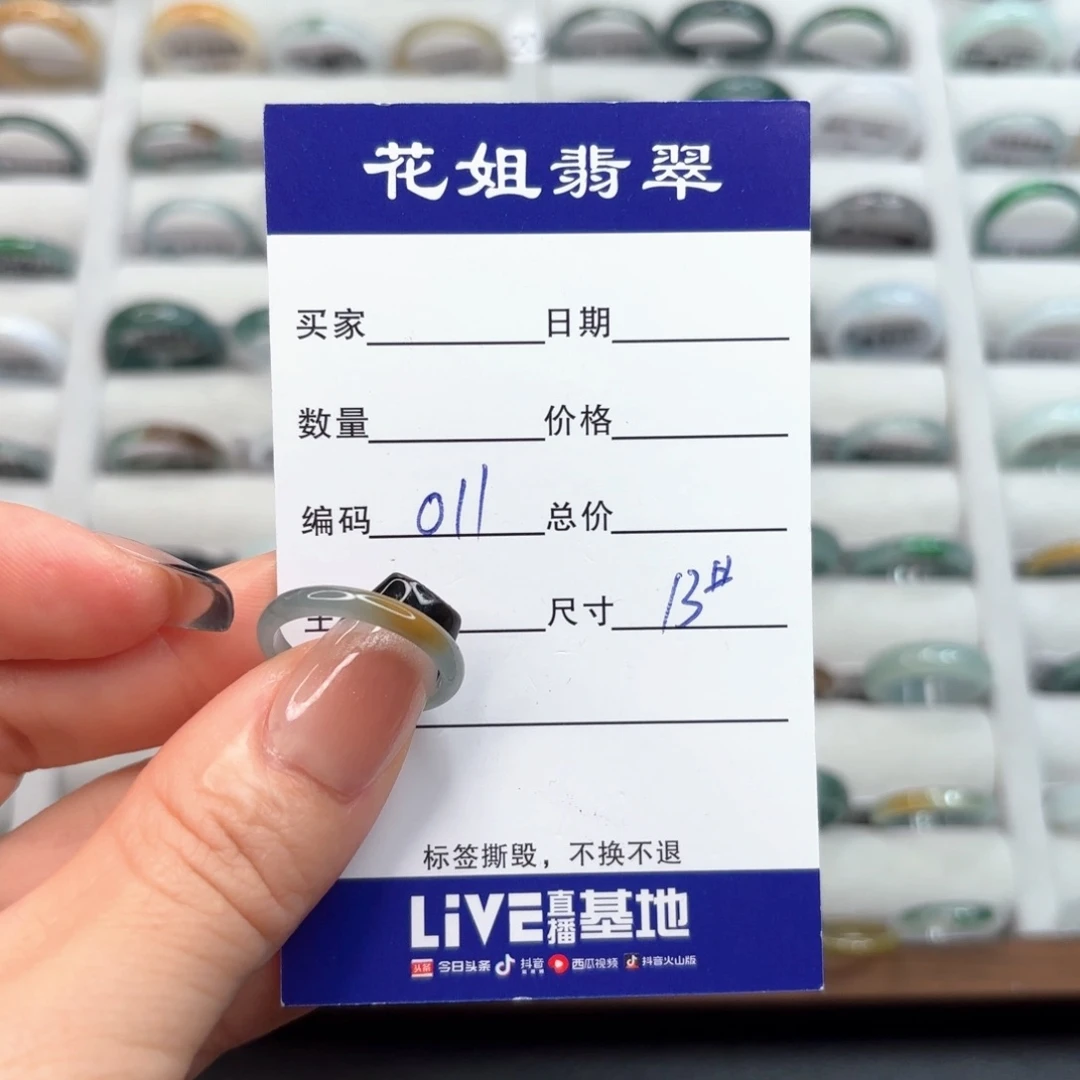 花姐翡翠
买家 日期
数量 价格
编码 011 总价
尺寸 13#
标签撕毁，不换不退
LiVE直播基地
头条 今日头条 抖音 西瓜视频 抖音火山版